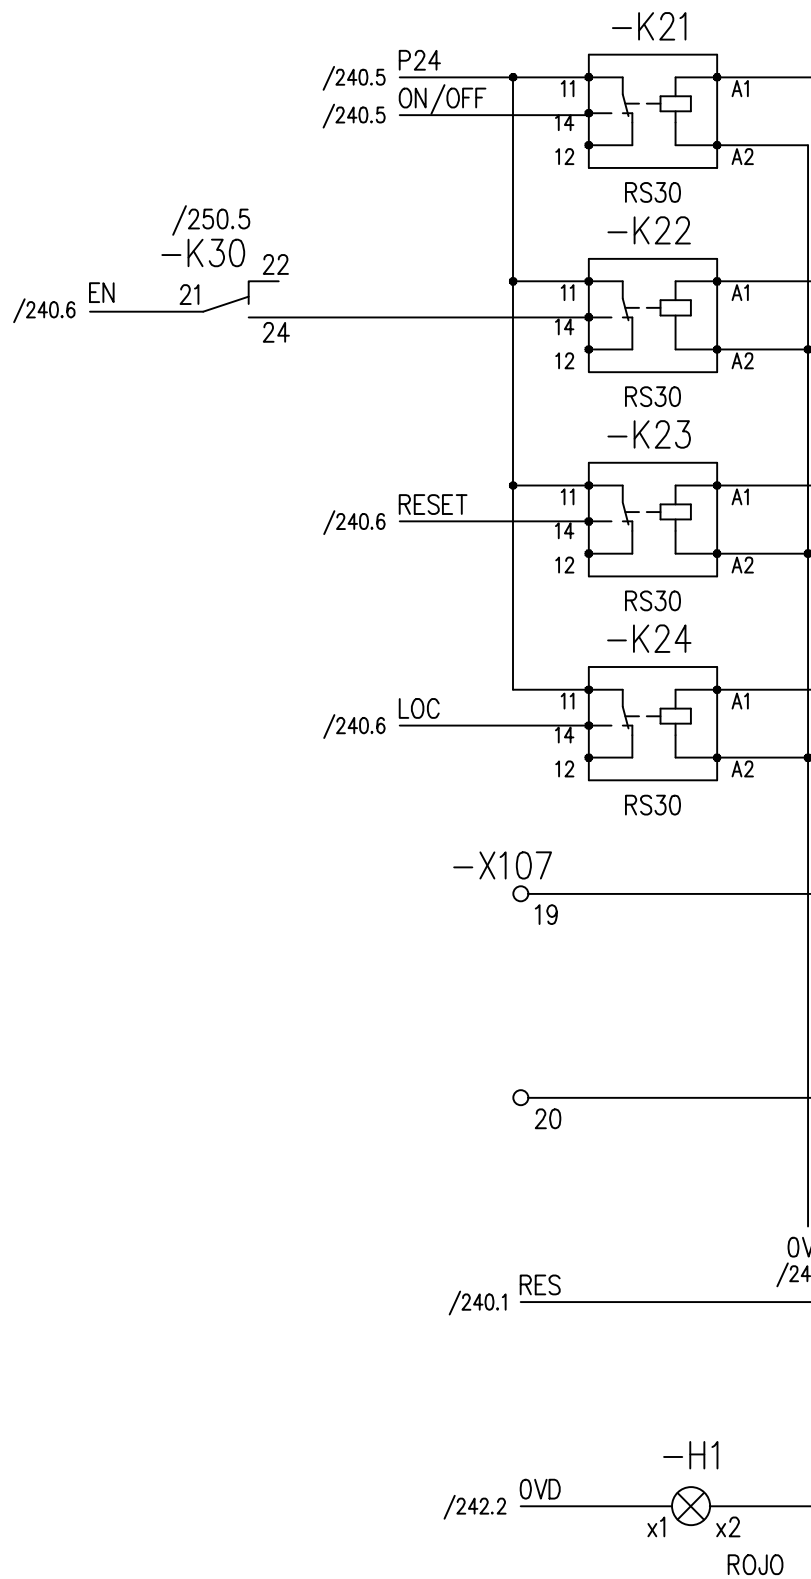 -K21
/240.5 P24
11 A1
/240.5 ON/OFF
14
12 A2
RS30
/250.5
-K30
-K22
22
/240.6 EN 21
24
11 A1
14
12 A2
RS30
-K23
11 A1
/240.6 RESET
14
12 A2
RS30
-K24
11 A1
/240.6 LOC
14
12 A2
RS30
-X107
19
20
0V
/24
/240.1 RES
-H1
/242.2 0VD
x1 x2
ROJO